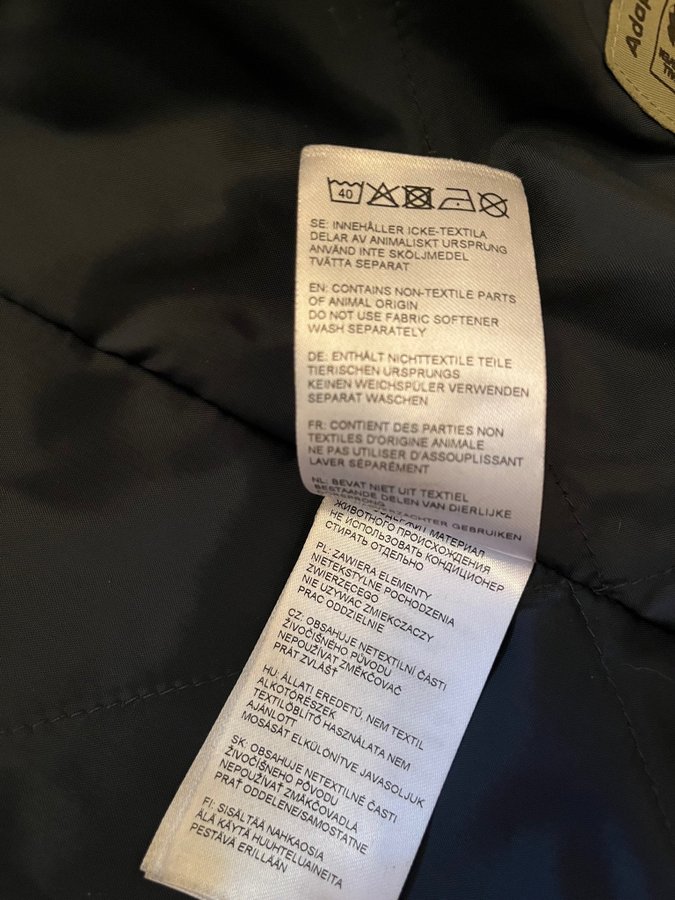 Adap
40
SE: INNEHÅLLER ICKE-TEXTILA
DELAR AV ANIMALISKT URSPRUNG
ANVÄND INTE SKÖLJMEDEL
TVÄTTA SEPARAT
EN: CONTAINS NON-TEXTILE PARTS
OF ANIMAL ORIGIN
DO NOT USE FABRIC SOFTENER
WASH SEPARATELY
DE: ENTHÄLT NICHTTEXTILE TEILE
TIERISCHEN URSPRUNGS
KEINEN WEICHSPÜLER VERWENDEN
SEPARAT WASCHEN
FR: CONTIENT DES PARTIES NON
TEXTILES D'ORIGINE ANIMALE
NE PAS UTILISER D'ASSOUPLISSANT
LAVER SÉPARÉMENT
NL: BEVAT NIET UIT TEXTIEL
BESTAANDE DELEN VAN DIERLIJKE
OORSPRONG
GEBRUIKEN
МАТЕРИАЛ
ЖИВОТНОГО ПРОИСХОЖДЕНИЯ
НЕ ИСПОЛЬЗОВАТЬ КОНДИЦИОНЕР
СТИРАТЬ ОТДЕЛЬНО
PL: ZAWIERA ELEMENTY
NIETEKSTYLNE POCHODZENIA
ZWIERZĘCEGO
NIE UŻYWAĆ ZMIĘKCZACZY
PRAĆ ODDZIELNIE
CZ: OBSAHUJE NETEXTILNÍ ČÁSTI
ŽIVOČIŠNÉHO PŮVODU
NEPOUŽÍVAT ZMĚKČOVAČ
PRÁT ZVLÁŠŤ
HU: ÁLLATI EREDETŰ, NEM TEXTIL
ALKOTÓRÉSZEK
TEXTILÖBLÍTŐ HASZNÁLATA NEM
AJÁNLOTT
MOSÁSÁT ELKÜLÖNÍTVE JAVASOLJUK
SK: OBSAHUJE NETEXTILNÉ ČASTI
ŽIVOČÍŠNEHO PÔVODU
NEPOUŽÍVAŤ ZMÄKČOVADLÁ
PRAŤ ODDELENE/SAMOSTATNE
FI: SISÄLTÄÄ NAHKAOSIA
ÄLÄ KÄYTÄ HUUHTELUAINEITA
PESTÄVÄ ERILLÄÄN